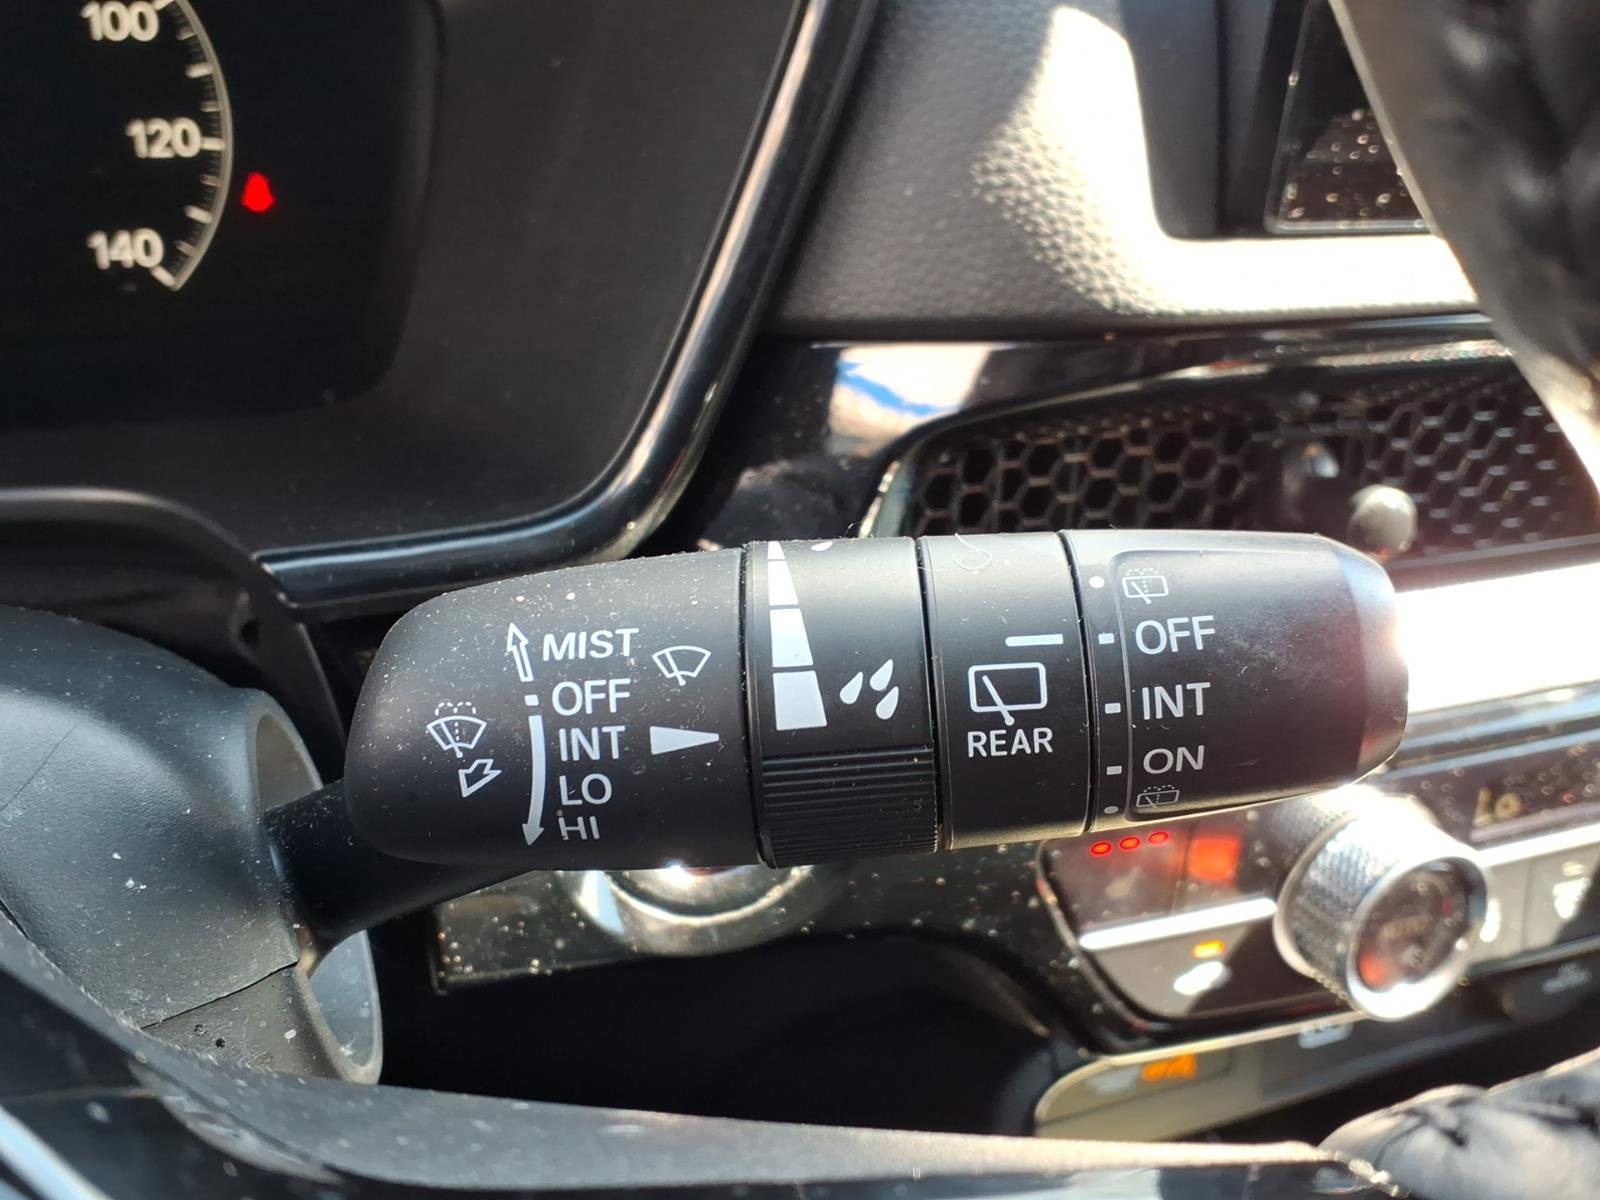 100
120
140
MIST
OFF
INT
LO
HI
REAR
OFF
INT
ON